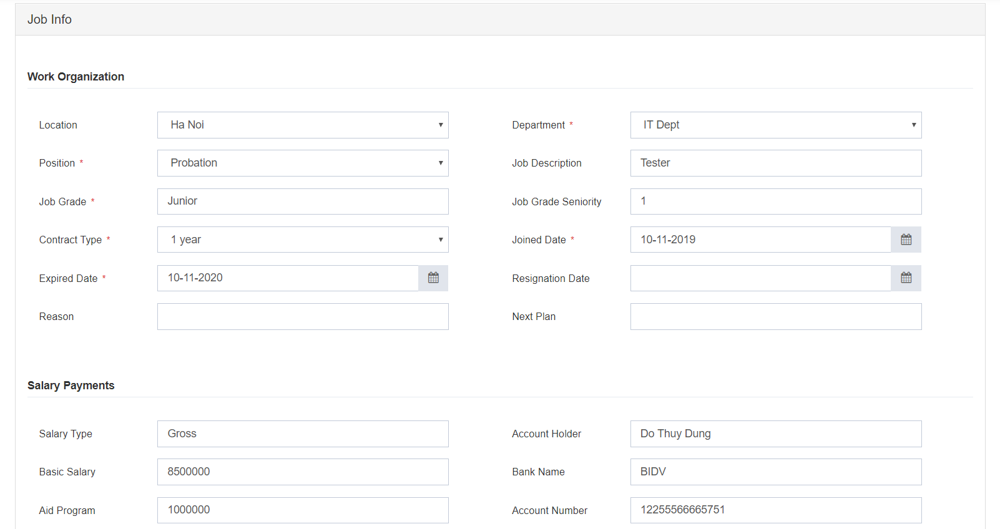 Job Info
Work Organization
Location Ha Noi Department * IT Dept
Position * Probation Job Description Tester
Job Grade * Junior Job Grade Seniority 1
Contract Type * 1 year Joined Date * 10-11-2019
Expired Date * 10-11-2020 Resignation Date
Reason Next Plan
Salary Payments
Salary Type Gross Account Holder Do Thuy Dung
Basic Salary 8500000 Bank Name BIDV
Aid Program 1000000 Account Number 12255566665751